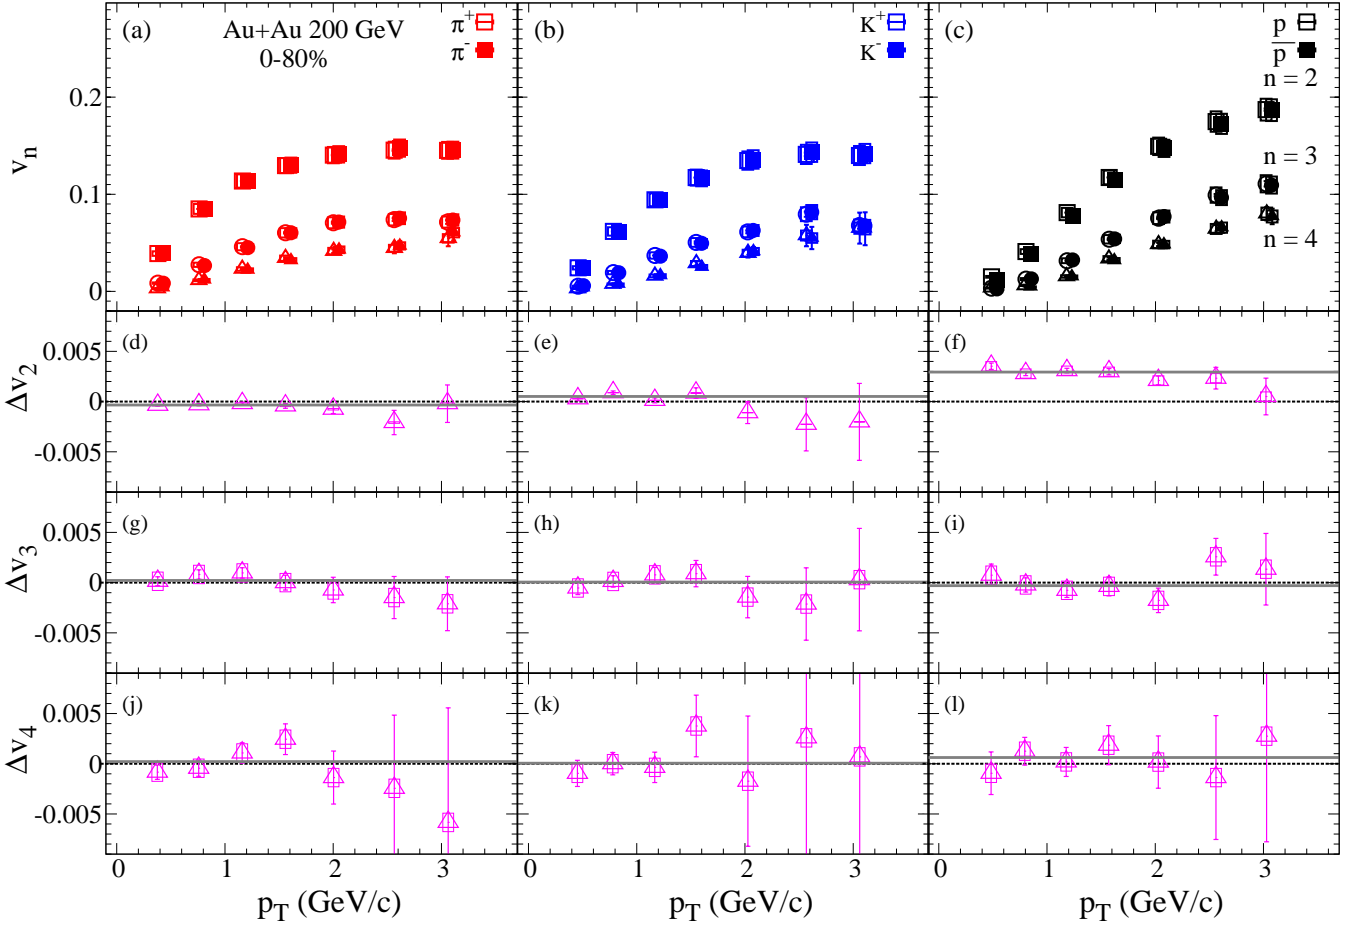 (a) Au+Au 200 GeV π+
0-80% π-
(b) K+
K-
(c) p
p̅
n = 2
n = 3
n = 4
vn
0.2
0.1
0
(d) (e) (f)
Δv2
0.005
0
-0.005
(g) (h) (i)
Δv3
0.005
0
-0.005
(j) (k) (l)
Δv4
0.005
0
-0.005
0 1 2 3 0 1 2 3 0 1 2 3
pT (GeV/c) pT (GeV/c) pT (GeV/c)